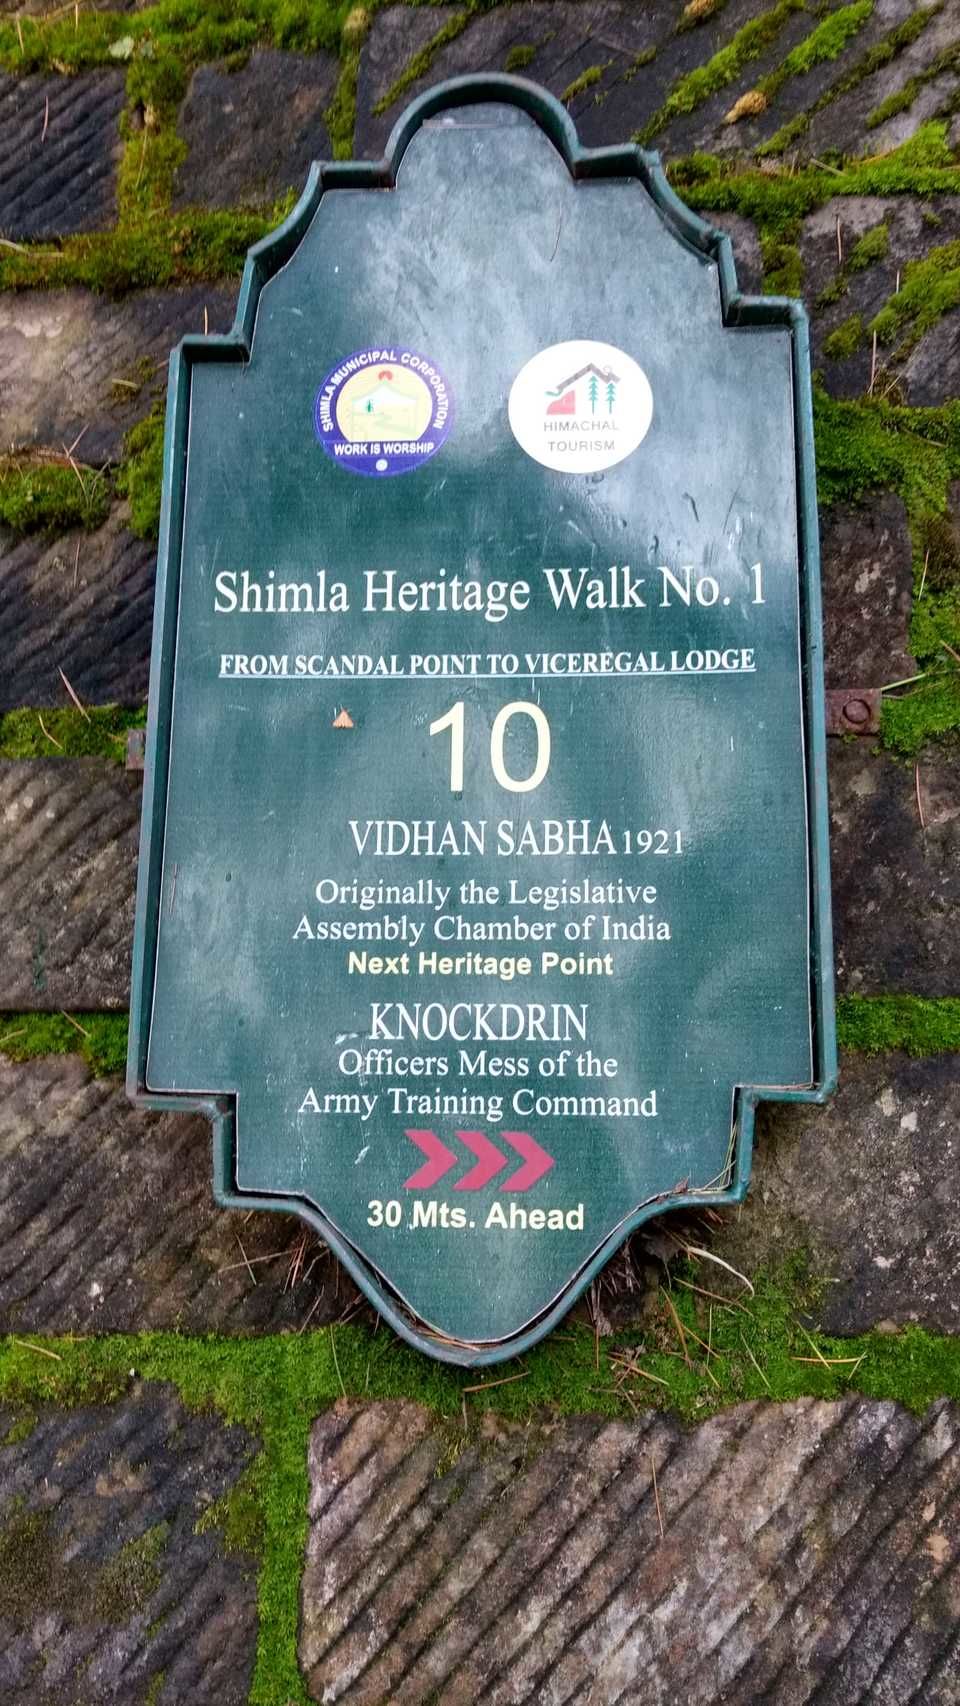 SHIMLA MUNICIPAL CORPORATION
WORK IS WORSHIP
HIMACHAL
TOURISM
Shimla Heritage Walk No. 1
FROM SCANDAL POINT TO VICEREGAL LODGE
10
VIDHAN SABHA 1921
Originally the Legislative
Assembly Chamber of India
Next Heritage Point
KNOCKDRIN
Officers Mess of the
Army Training Command
30 Mts. Ahead